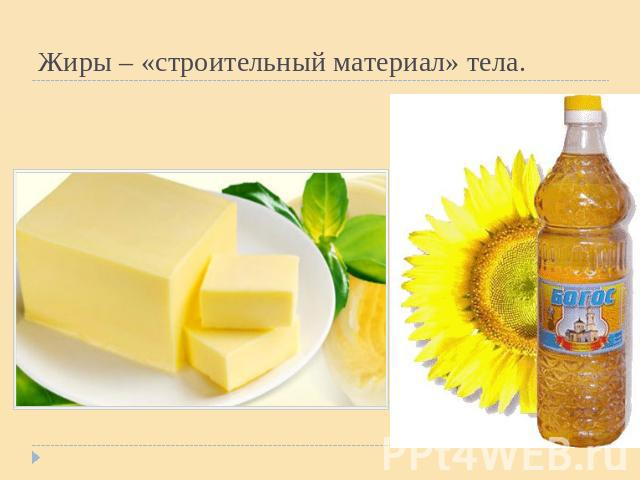 Жиры – «строительный материал» тела.
БОГОС
PPt4WEB.ru